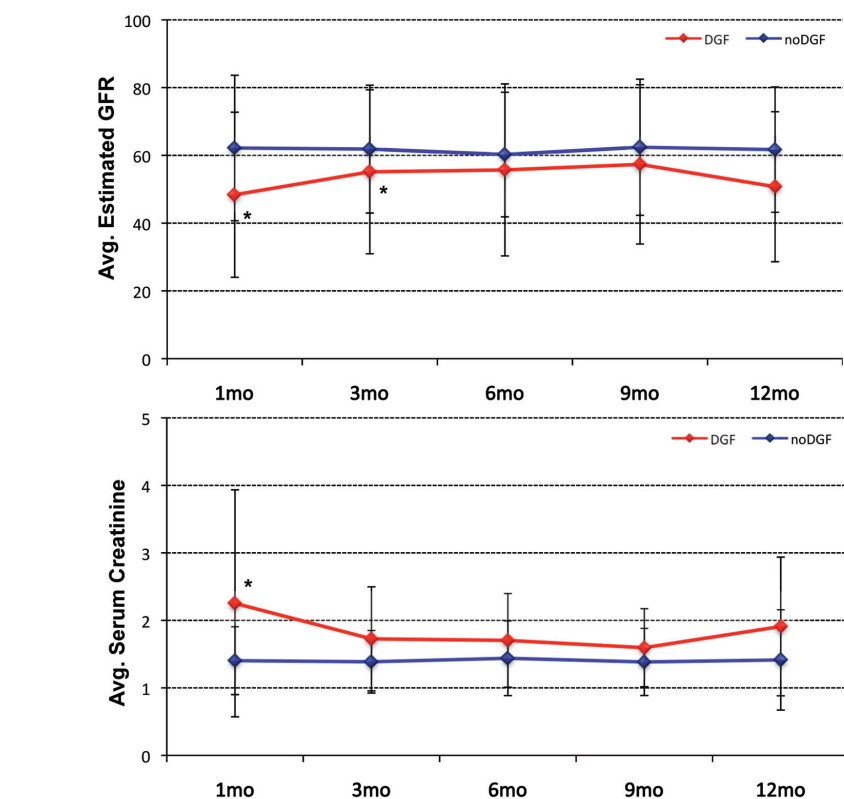 100
DGF noDGF
80
60
40
20
0
Avg. Estimated GFR
*
*
1mo 3mo 6mo 9mo 12mo
5
DGF noDGF
4
3
2
1
0
Avg. Serum Creatinine
*
1mo 3mo 6mo 9mo 12mo